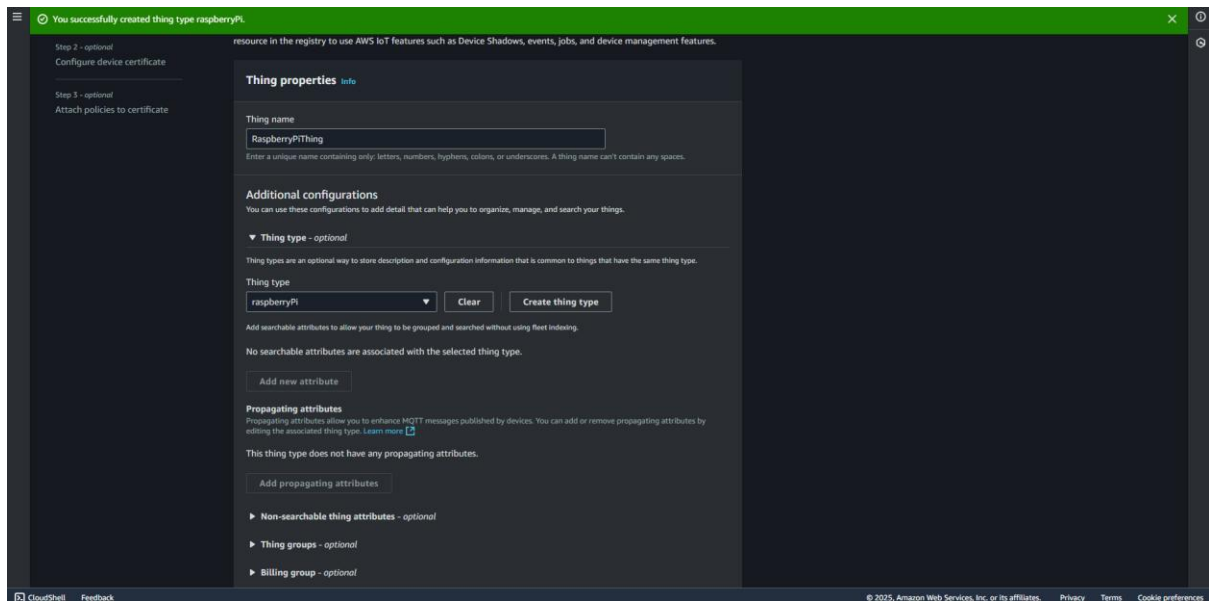 You successfully created thing type raspberryPi.
Step 2 - optional
Configure device certificate
Step 3 - optional
Attach policies to certificate
resource in the registry to use AWS IoT features such as Device Shadows, events, jobs, and device management features.
Thing properties Info
Thing name
RaspberryPiThing
Enter a unique name containing only: letters, numbers, hyphens, colons, or underscores. A thing name can't contain any spaces.
Additional configurations
You can use these configurations to add detail that can help you to organize, manage, and search your things.
Thing type - optional
Thing types are an optional way to store description and configuration information that is common to things that have the same thing type.
Thing type
raspberryPi Clear Create thing type
Add searchable attributes to allow your thing to be grouped and searched without using fleet indexing.
No searchable attributes are associated with the selected thing type.
Add new attribute
Propagating attributes
Propagating attributes allow you to enhance MQTT messages published by devices. You can add or remove propagating attributes by
editing the associated thing type. Learn more
This thing type does not have any propagating attributes.
Add propagating attributes
Non-searchable thing attributes - optional
Thing groups - optional
Billing group - optional
CloudShell Feedback © 2025, Amazon Web Services, Inc. or its affiliates. Privacy Terms Cookie preferences